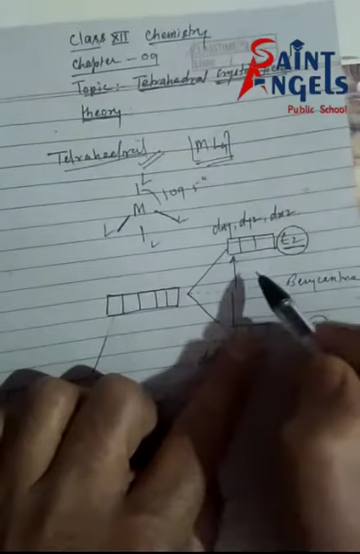 Class XII Chemistry
Chapter - 09
Topic: Tetrahedral Crystal
theory
SAINT
ANGELS
Public School
Tetrahedral [ML4]
L
109.5°
M
L L
L
dxy, dyz, dxz
t2